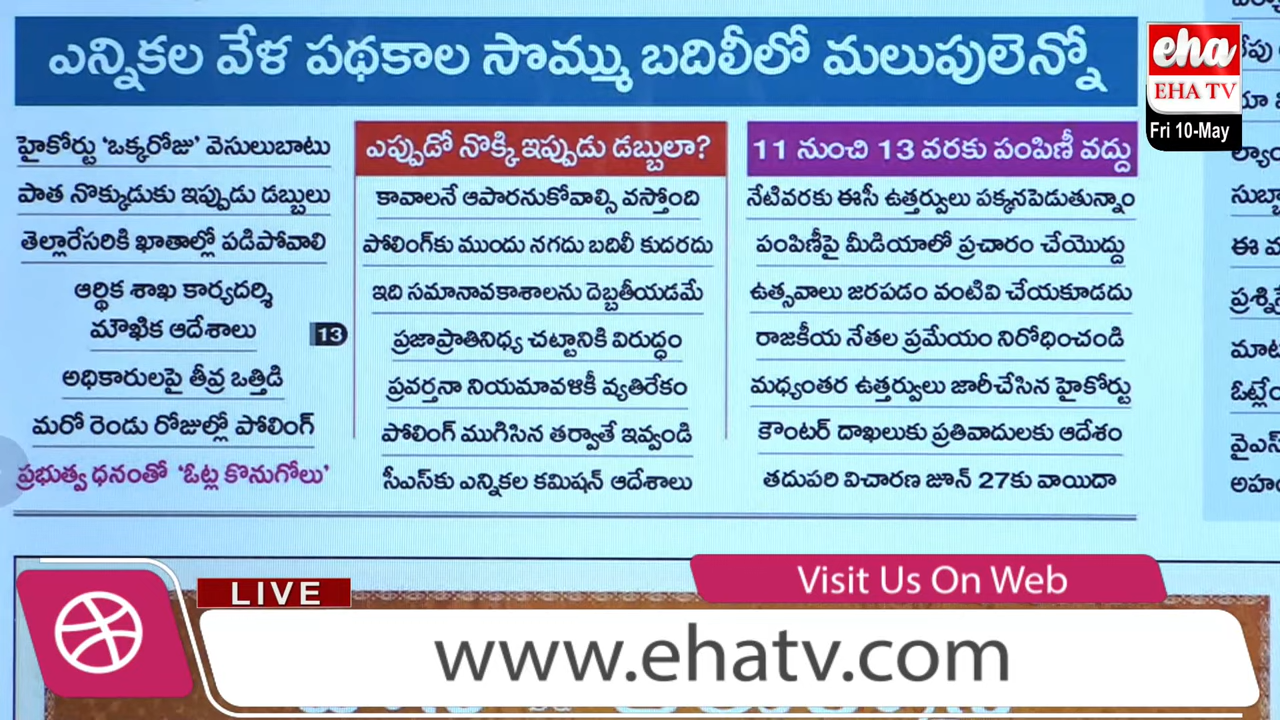 ఎన్నికల వేళ పథకాల సొమ్ము బదిలీలో మలుపులెన్నో
హైకోర్టు ‘ఒక్కరోజు’ వెసులుబాటు
పాత నొక్కుడుకు ఇప్పుడు డబ్బులు
తెల్లారేసరికి ఖాతాల్లో పడిపోవాలి
ఆర్థిక శాఖ కార్యదర్శి
మౌఖిక ఆదేశాలు
13
అధికారులపై తీవ్ర ఒత్తిడి
మరో రెండు రోజుల్లో పోలింగ్
ప్రభుత్వ ధనంతో ‘ఓట్ల కొనుగోలు’
ఎప్పుడో నొక్కి ఇప్పుడు డబ్బులా?
కావాలనే ఆపారనుకోవాల్సి వస్తోంది
పోలింగ్‌కు ముందు నగదు బదిలీ కుదరదు
ఇది సమానావకాశాలను దెబ్బతీయడమే
ప్రజాప్రాతినిధ్య చట్టానికి విరుద్ధం
ప్రవర్తనా నియమావళికీ వ్యతిరేకం
పోలింగ్ ముగిసిన తర్వాతే ఇవ్వండి
సీఎస్‌కు ఎన్నికల కమిషన్ ఆదేశాలు
11 నుంచి 13 వరకు పంపిణీ వద్దు
నేటివరకు ఈసీ ఉత్తర్వులు పక్కనపెడుతున్నాం
పంపిణీపై మీడియాలో ప్రచారం చేయొద్దు
ఉత్సవాలు జరపడం వంటివి చేయకూడదు
రాజకీయ నేతల ప్రమేయం నిరోధించండి
మధ్యంతర ఉత్తర్వులు జారీచేసిన హైకోర్టు
కౌంటర్ దాఖలుకు ప్రతివాదులకు ఆదేశం
తదుపరి విచారణ జూన్ 27కు వాయిదా
eha
EHA TV
Fri 10-May
ఈ
మాట
LIVE
Visit Us On Web
www.ehatv.com